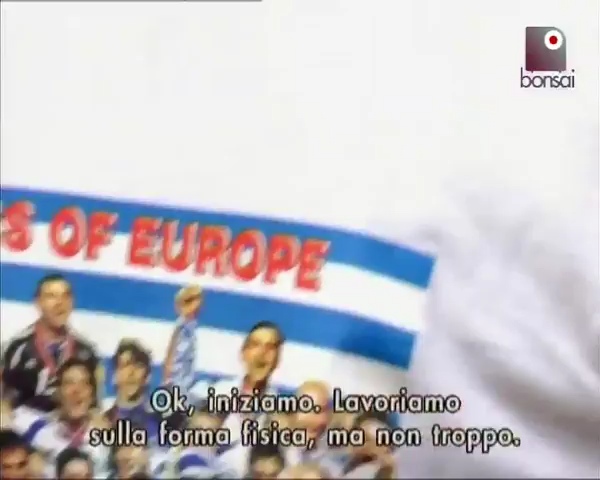 bonsai
S OF EUROPE
Ok, iniziamo. Lavoriamo
sulla forma fisica, ma non troppo.